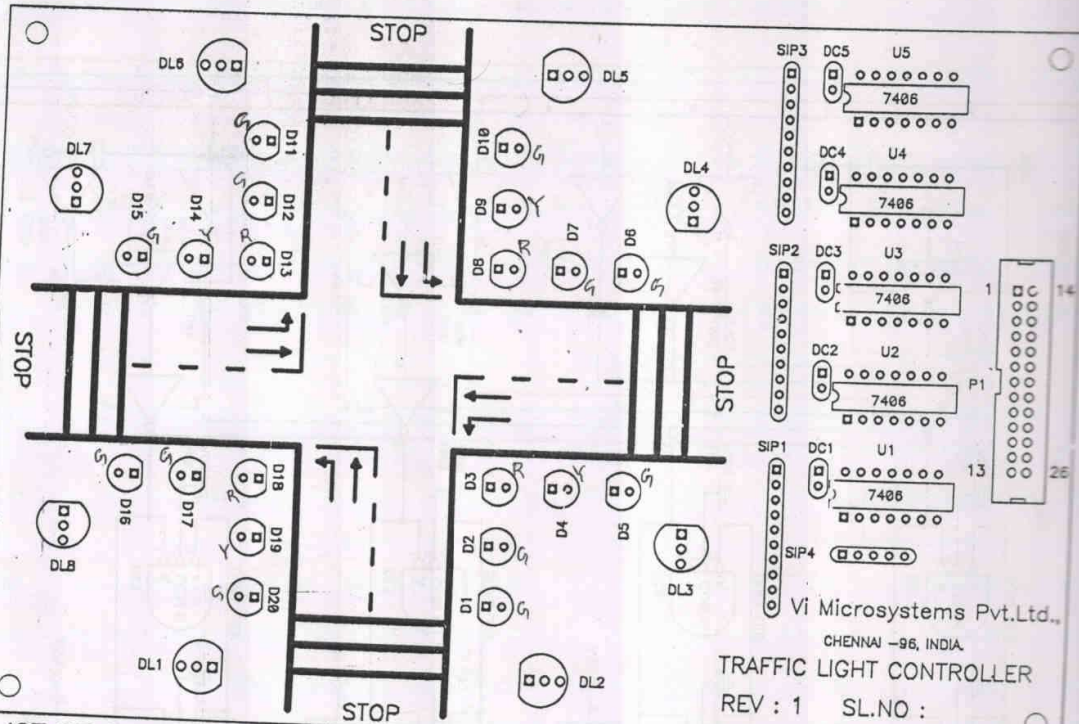 STOP
DL6
DL5
SIP3
DC5
U5
7406
D11
G
D10
G
DL7
D12
G
D9
Y
DL4
DC4
U4
7406
D15
G
D14
Y
D13
R
D8
R
D7
G
D6
G
SIP2
DC3
U3
7406
1
14
STOP
STOP
DC2
U2
7406
P1
SIP1
DC1
U1
7406
13
26
D16
G
D17
G
D18
R
D3
R
D4
Y
D5
G
DL8
D19
Y
D2
G
DL3
SIP4
D20
G
D1
G
DL1
DL2
Vi Microsystems Pvt.Ltd.,
CHENNAI -96, INDIA.
TRAFFIC LIGHT CONTROLLER
REV : 1 SL.NO :
STOP